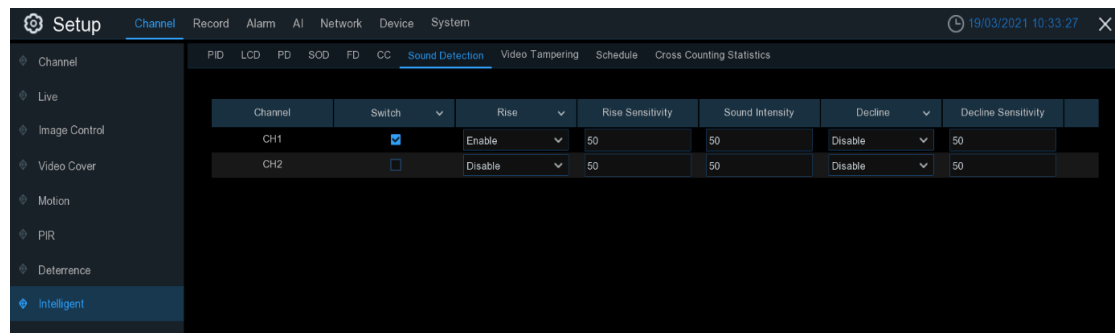 Setup Channel Record Alarm AI Network Device System 19/03/2021 10:33:27
Channel
Live
Image Control
Video Cover
Motion
PIR
Deterrence
Intelligent
PID LCD PD SOD FD CC Sound Detection Video Tampering Schedule Cross Counting Statistics
Channel Switch Rise Rise Sensitivity Sound Intensity Decline Decline Sensitivity
CH1 Enable 50 50 Disable 50
CH2 Disable 50 50 Disable 50